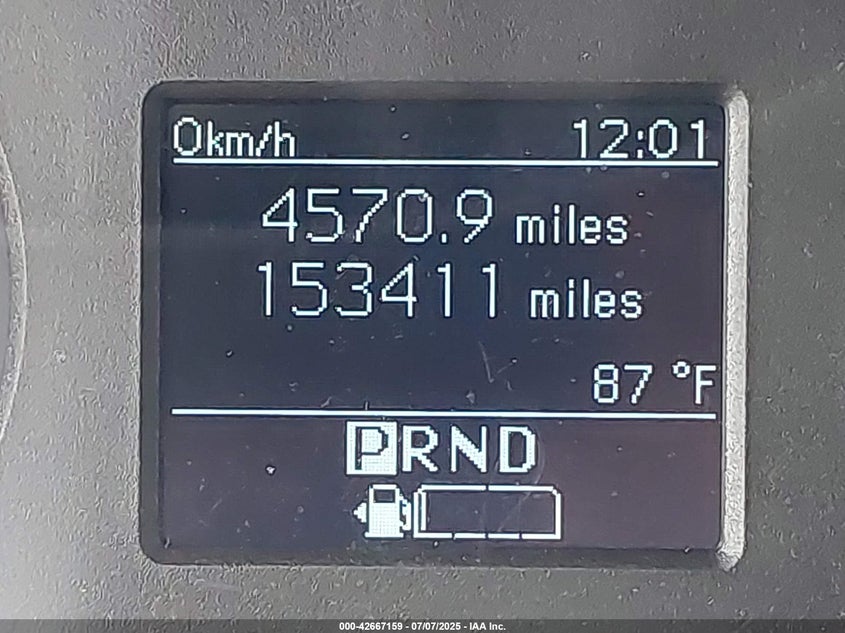 0km/h 12:01
4570.9 miles
153411 miles
87 °F
PRND
000-42667159 - 07/07/2025 - IAA Inc.